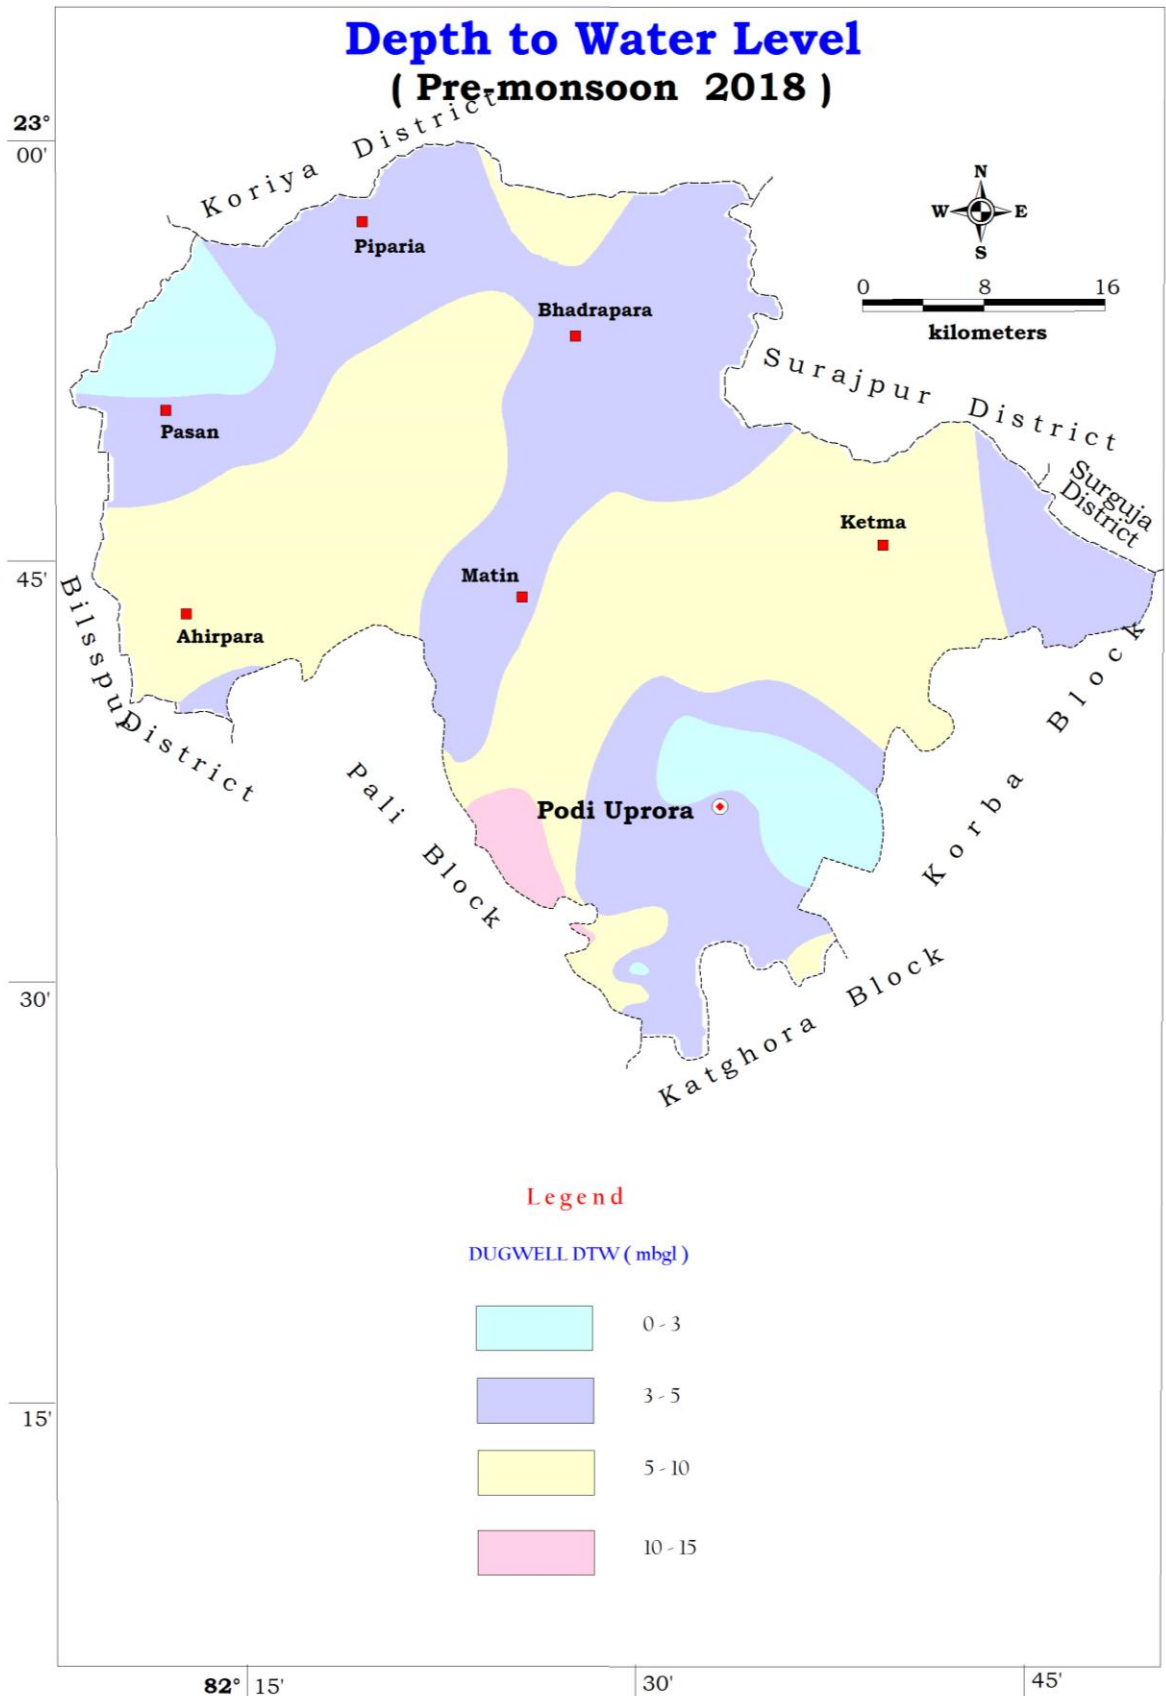 Depth to Water Level
( Pre-monsoon 2018 )
23°
00'
Koriya District
N
W E
S
Piparia
0 8 16
kilometers
Bhadrapara
Surajpur District
Pasan
Surguja
District
Ketma
45'
Matin
Bilsspur
District
Ahirpara
Korba Block
Pali Block
Podi Uprora
30'
Katghora Block
Legend
DUGWELL DTW ( mbgl )
0 - 3
3 - 5
15'
5 - 10
10 - 15
82° 15' 30' 45'